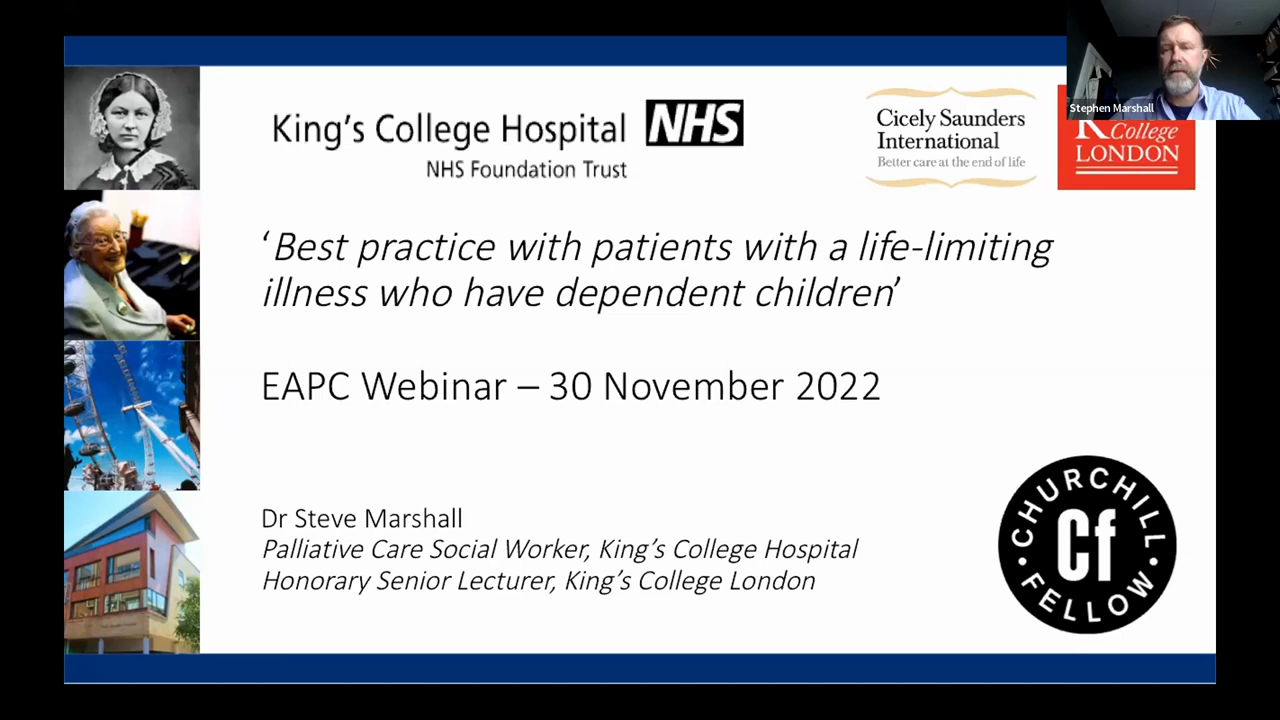 King's College Hospital NHS
NHS Foundation Trust
Cicely Saunders
International
Better care at the end of life
Stephen Marshall
College
LONDON
‘Best practice with patients with a life-limiting
illness who have dependent children’
EAPC Webinar – 30 November 2022
Dr Steve Marshall
Palliative Care Social Worker, King’s College Hospital
Honorary Senior Lecturer, King’s College London
CHURCHILL
Cf
FELLOW